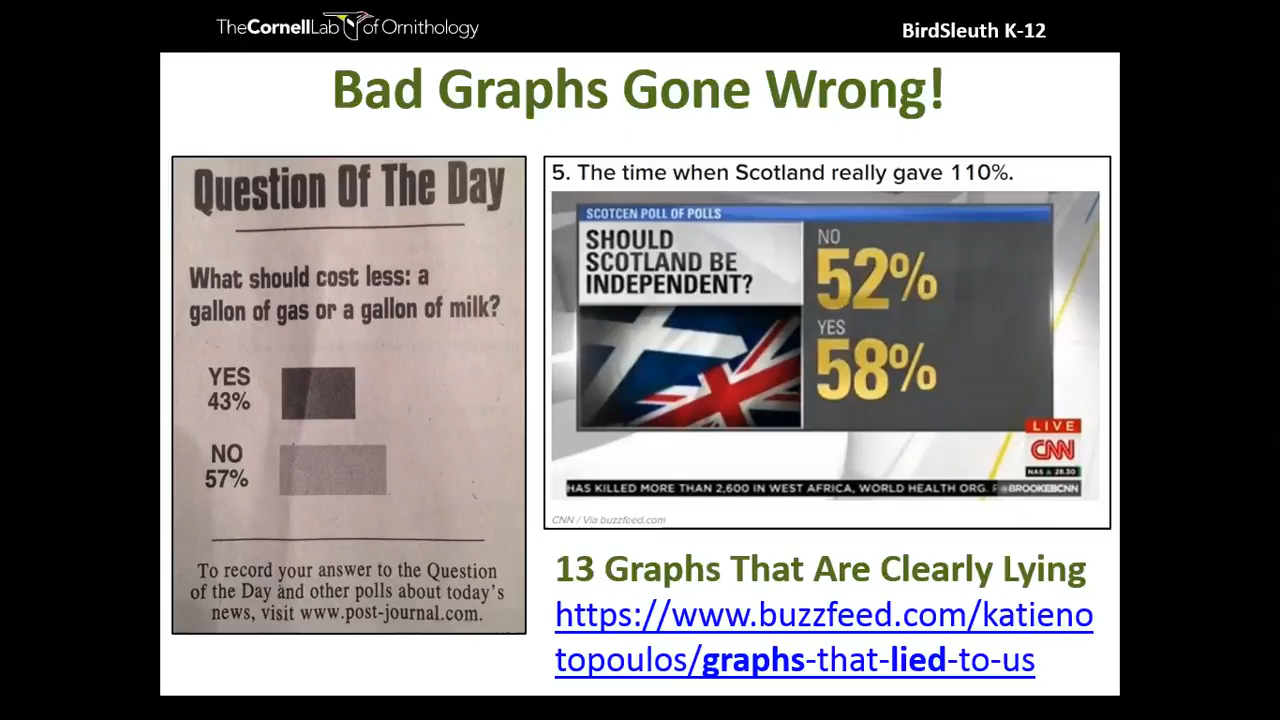 TheCornellLab of Ornithology
BirdSleuth K-12
Bad Graphs Gone Wrong!
Question Of The Day
What should cost less: a
gallon of gas or a gallon of milk?
YES
43%
NO
57%
To record your answer to the Question
of the Day and other polls about today's
news, visit www.post-journal.com.
5. The time when Scotland really gave 110%.
SCOTCEN POLL OF POLLS
SHOULD
SCOTLAND BE
INDEPENDENT?
NO
52%
YES
58%
LIVE
CNN
NAS 28.30
HAS KILLED MORE THAN 2,600 IN WEST AFRICA, WORLD HEALTH ORG.
@BROOKEBCNN
CNN / Via buzzfeed.com
13 Graphs That Are Clearly Lying
https://www.buzzfeed.com/katieno
topoulos/graphs-that-lied-to-us